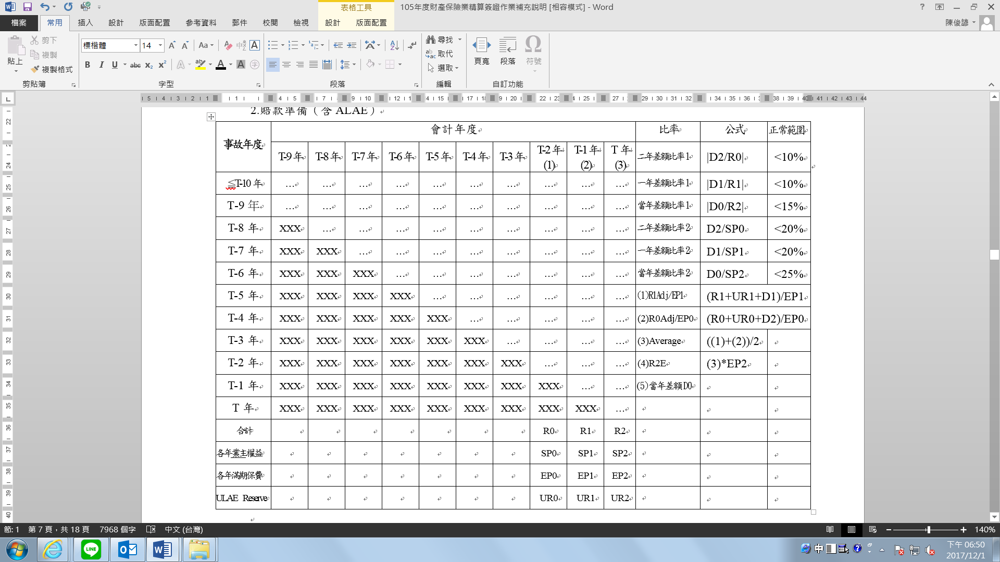 105年度財產保險業精算簽證作業補充說明 [相容模式] - Word
表格工具
檔案 常用 插入 設計 版面配置 參考資料 郵件 校閱 檢視 設計 版面配置 陳俊諺
貼上 剪下 複製 複製格式 剪貼簿
標楷體 14 字型
段落
尋找 取代 選取 編輯
頁寬 段落 符號 自訂功能
2.賠款準備（含 ALAE）
事故年度 會計年度 比率 公式 正常範圍
T-9年 T-8年 T-7年 T-6年 T-5年 T-4年 T-3年 T-2年(1) T-1年(2) T年(3) 二年差額比率1 |D2/R0| <10%
≦T-10年 … … … … … … … … … … 一年差額比率1 |D1/R1| <10%
T-9 年 … … … … … … … … … … 當年差額比率1 |D0/R2| <15%
T-8 年 XXX … … … … … … … … … 二年差額比率2 D2/SP0 <20%
T-7 年 XXX XXX … … … … … … … … 一年差額比率2 D1/SP1 <20%
T-6 年 XXX XXX XXX … … … … … … … 當年差額比率2 D0/SP2 <25%
T-5 年 XXX XXX XXX XXX … … … … … … (1)R1Adj/EP1 (R1+UR1+D1)/EP1
T-4 年 XXX XXX XXX XXX XXX … … … … … (2)R0Adj/EP0 (R0+UR0+D2)/EP0
T-3 年 XXX XXX XXX XXX XXX XXX … … … … (3)Average ((1)+(2))/2
T-2 年 XXX XXX XXX XXX XXX XXX XXX … … … (4)R2E (3)*EP2
T-1 年 XXX XXX XXX XXX XXX XXX XXX XXX … … (5)當年差額D0
T 年 XXX XXX XXX XXX XXX XXX XXX XXX XXX …
合計 R0 R1 R2
各年業主權益 SP0 SP1 SP2
各年滿期保費 EP0 EP1 EP2
ULAE Reserve UR0 UR1 UR2
節: 1 第 7 頁，共 18 頁 7968 個字 中文 (台灣) 140%
LINE 中 下午 06:50
2017/12/1